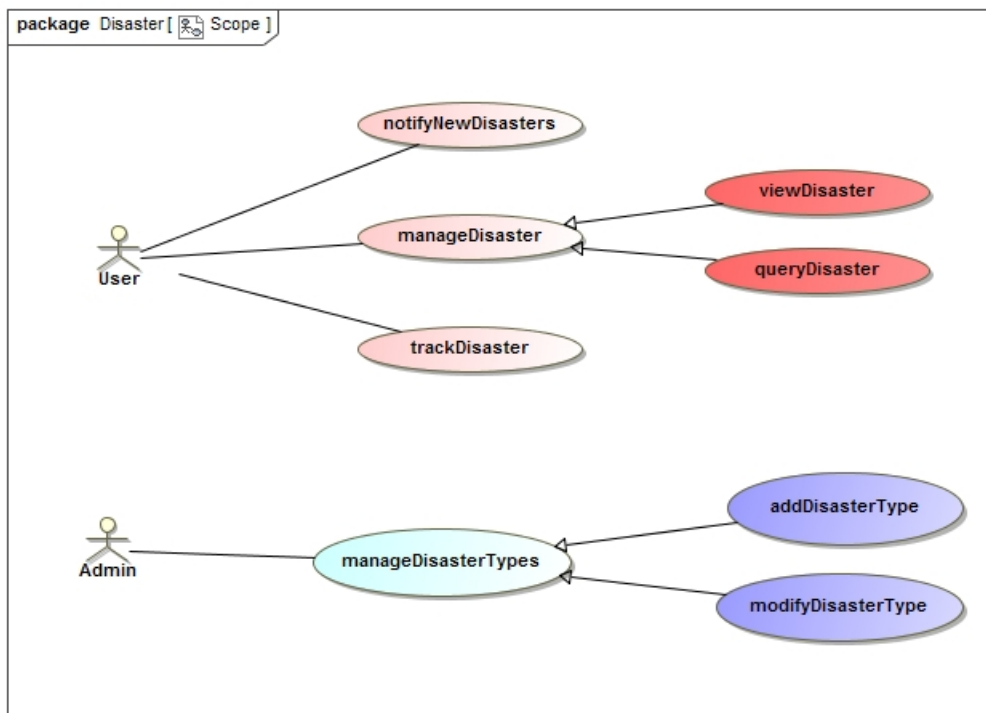 package Disaster [ Scope ]
notifyNewDisasters
viewDisaster
manageDisaster
queryDisaster
User
trackDisaster
addDisasterType
manageDisasterTypes
Admin
modifyDisasterType